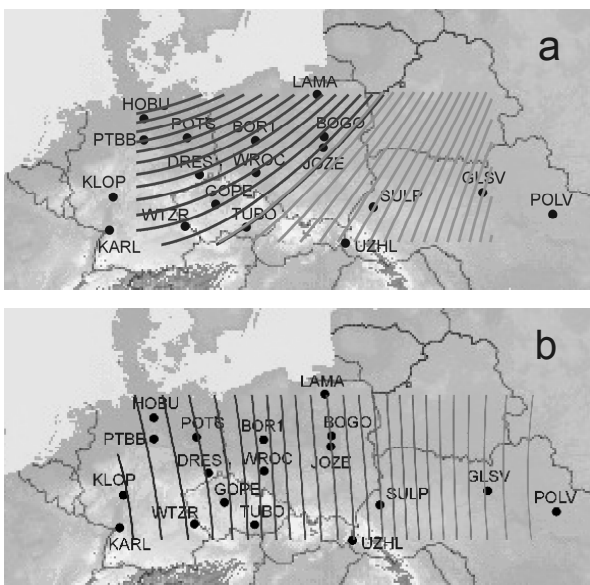 a
LAMA
HOBU
PTBB POTS BOR1 BOGO
DRES WROC JOZE
KLOP GOPE SULP GLSV
WTZR TUBO POLV
KARL UZHL
b
LAMA
HOBU
PTBB POTS BOR1 BOGO
DRES WROC JOZE
KLOP GOPE SULP GLSV
WTZR TUBO POLV
KARL UZHL